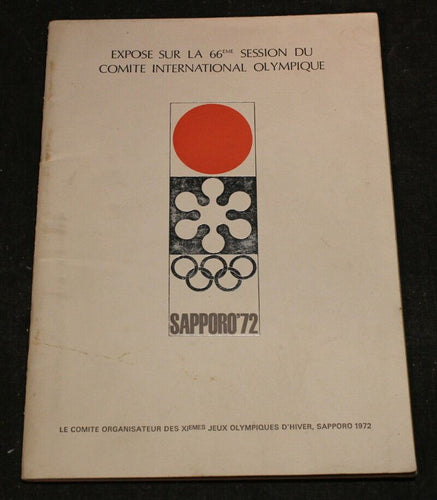 EXPOSE SUR LA 66EME SESSION DU
COMITE INTERNATIONAL OLYMPIQUE
SAPPORO'72
LE COMITE ORGANISATEUR DES XIEMES JEUX OLYMPIQUES D'HIVER, SAPPORO 1972